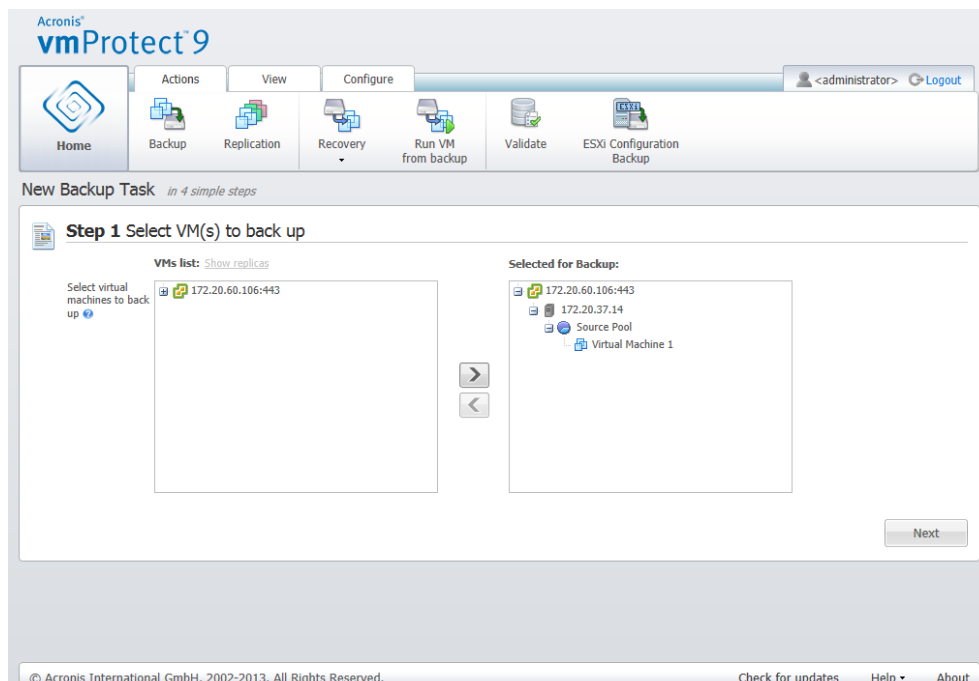 Acronis®
vmProtect™ 9
Actions View Configure
<administrator> Logout
Home
Backup
Replication
Recovery
Run VM
from backup
Validate
ESXi
ESXi Configuration
Backup
New Backup Task in 4 simple steps
Step 1 Select VM(s) to back up
VMs list: Show replicas
Selected for Backup:
Select virtual
machines to back
up ?
172.20.60.106:443
172.20.60.106:443
172.20.37.14
Source Pool
Virtual Machine 1
Next
© Acronis International GmbH, 2002-2013. All Rights Reserved.
Check for updates Help About